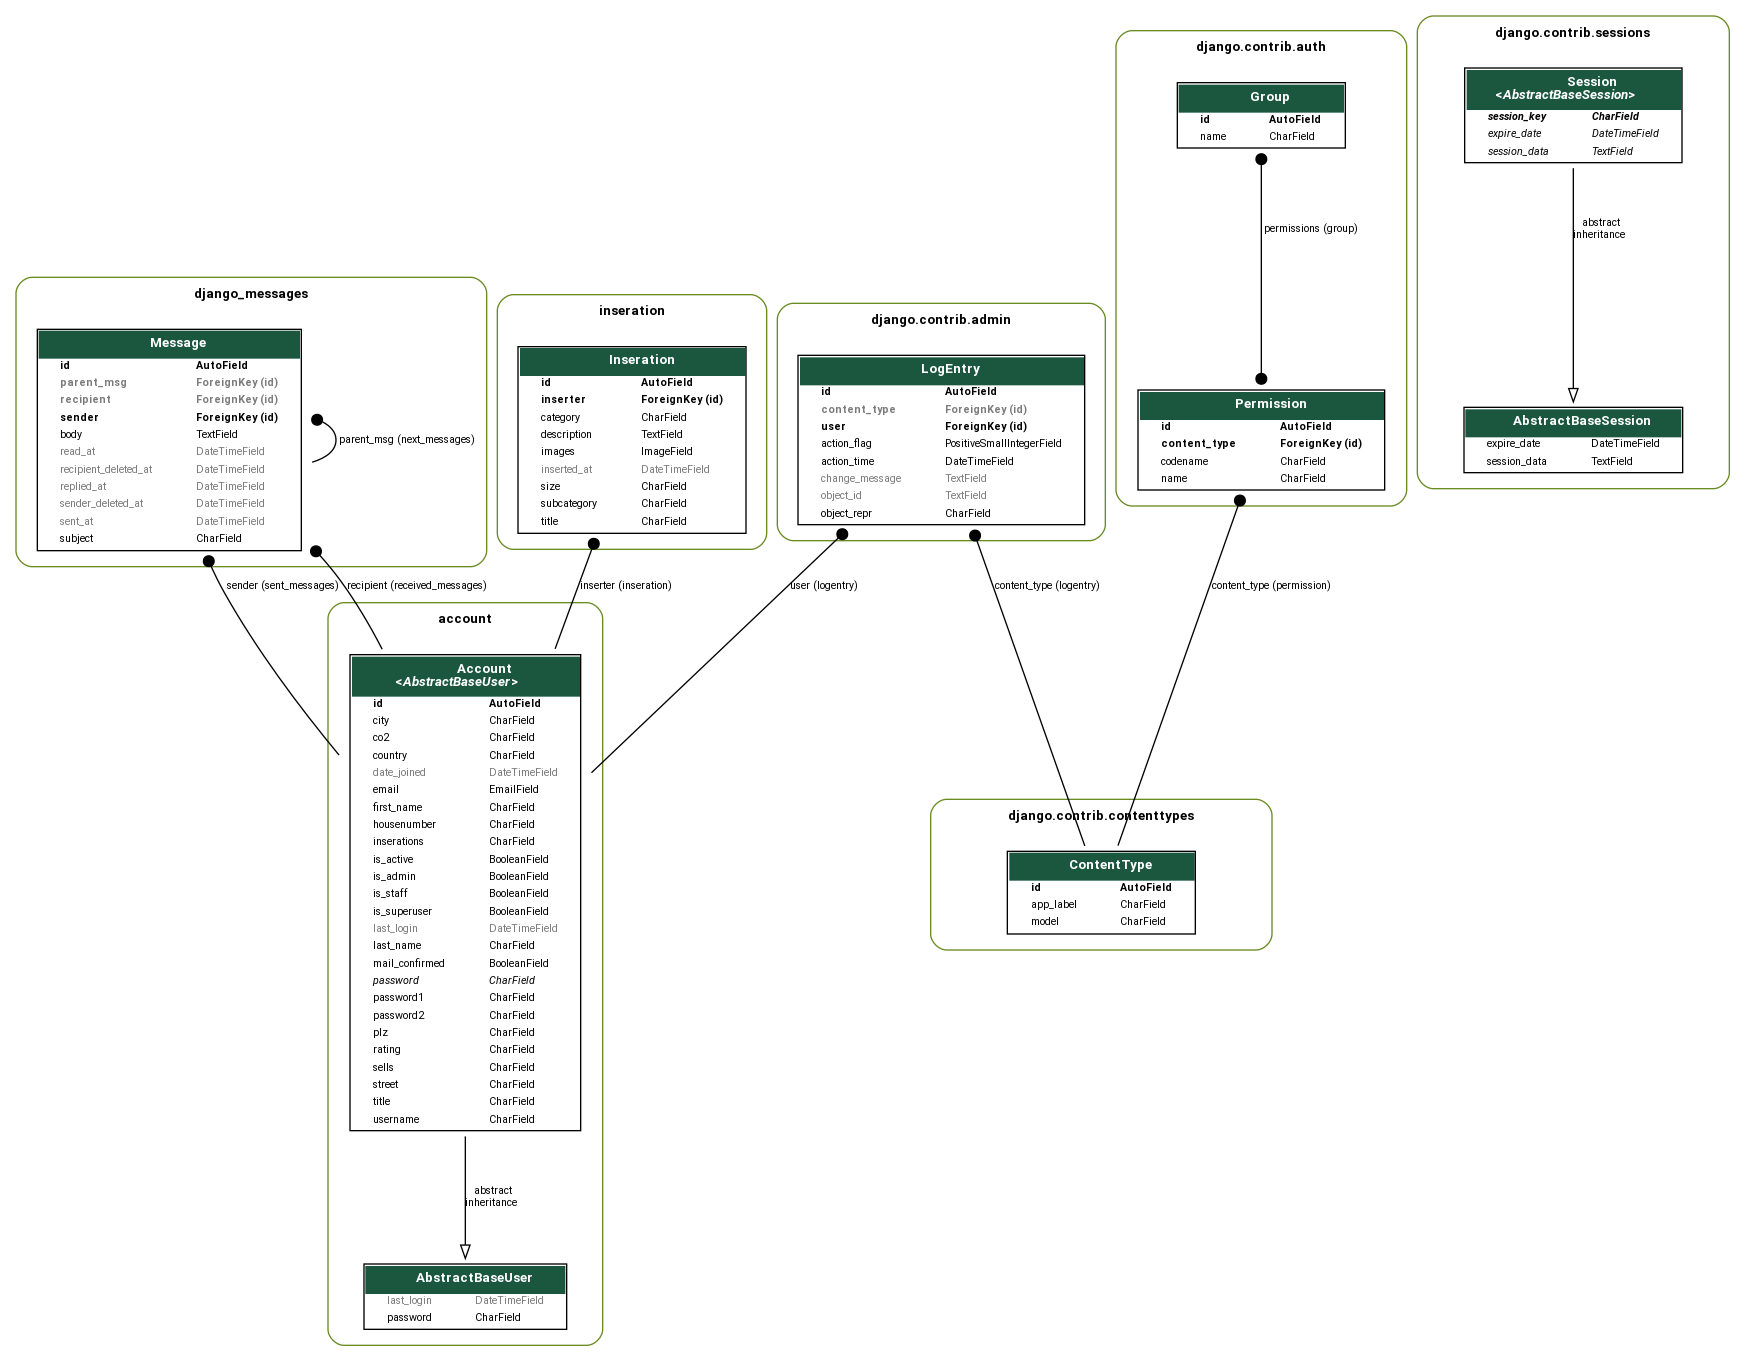 django.contrib.sessions
Session
<AbstractBaseSession>
session_key CharField
expire_date DateTimeField
session_data TextField
abstract
inheritance
AbstractBaseSession
expire_date DateTimeField
session_data TextField
django.contrib.auth
Group
id AutoField
name CharField
permissions (group)
Permission
id AutoField
content_type ForeignKey (id)
codename CharField
name CharField
django_messages
Message
id AutoField
parent_msg ForeignKey (id)
recipient ForeignKey (id)
sender ForeignKey (id)
body TextField
read_at DateTimeField
recipient_deleted_at DateTimeField
replied_at DateTimeField
sender_deleted_at DateTimeField
sent_at DateTimeField
subject CharField
parent_msg (next_messages)
inseration
Inseration
id AutoField
inserter ForeignKey (id)
category CharField
description TextField
images ImageField
inserted_at DateTimeField
size CharField
subcategory CharField
title CharField
django.contrib.admin
LogEntry
id AutoField
content_type ForeignKey (id)
user ForeignKey (id)
action_flag PositiveSmallIntegerField
action_time DateTimeField
change_message TextField
object_id TextField
object_repr CharField
sender (sent_messages)
recipient (received_messages)
inserter (inseration)
user (logentry)
content_type (logentry)
content_type (permission)
account
Account
<AbstractBaseUser>
id AutoField
city CharField
co2 CharField
country CharField
date_joined DateTimeField
email EmailField
first_name CharField
housenumber CharField
inserations CharField
is_active BooleanField
is_admin BooleanField
is_staff BooleanField
is_superuser BooleanField
last_login DateTimeField
last_name CharField
mail_confirmed BooleanField
password CharField
password1 CharField
password2 CharField
plz CharField
rating CharField
sells CharField
street CharField
title CharField
username CharField
abstract
inheritance
AbstractBaseUser
last_login DateTimeField
password CharField
django.contrib.contenttypes
ContentType
id AutoField
app_label CharField
model CharField